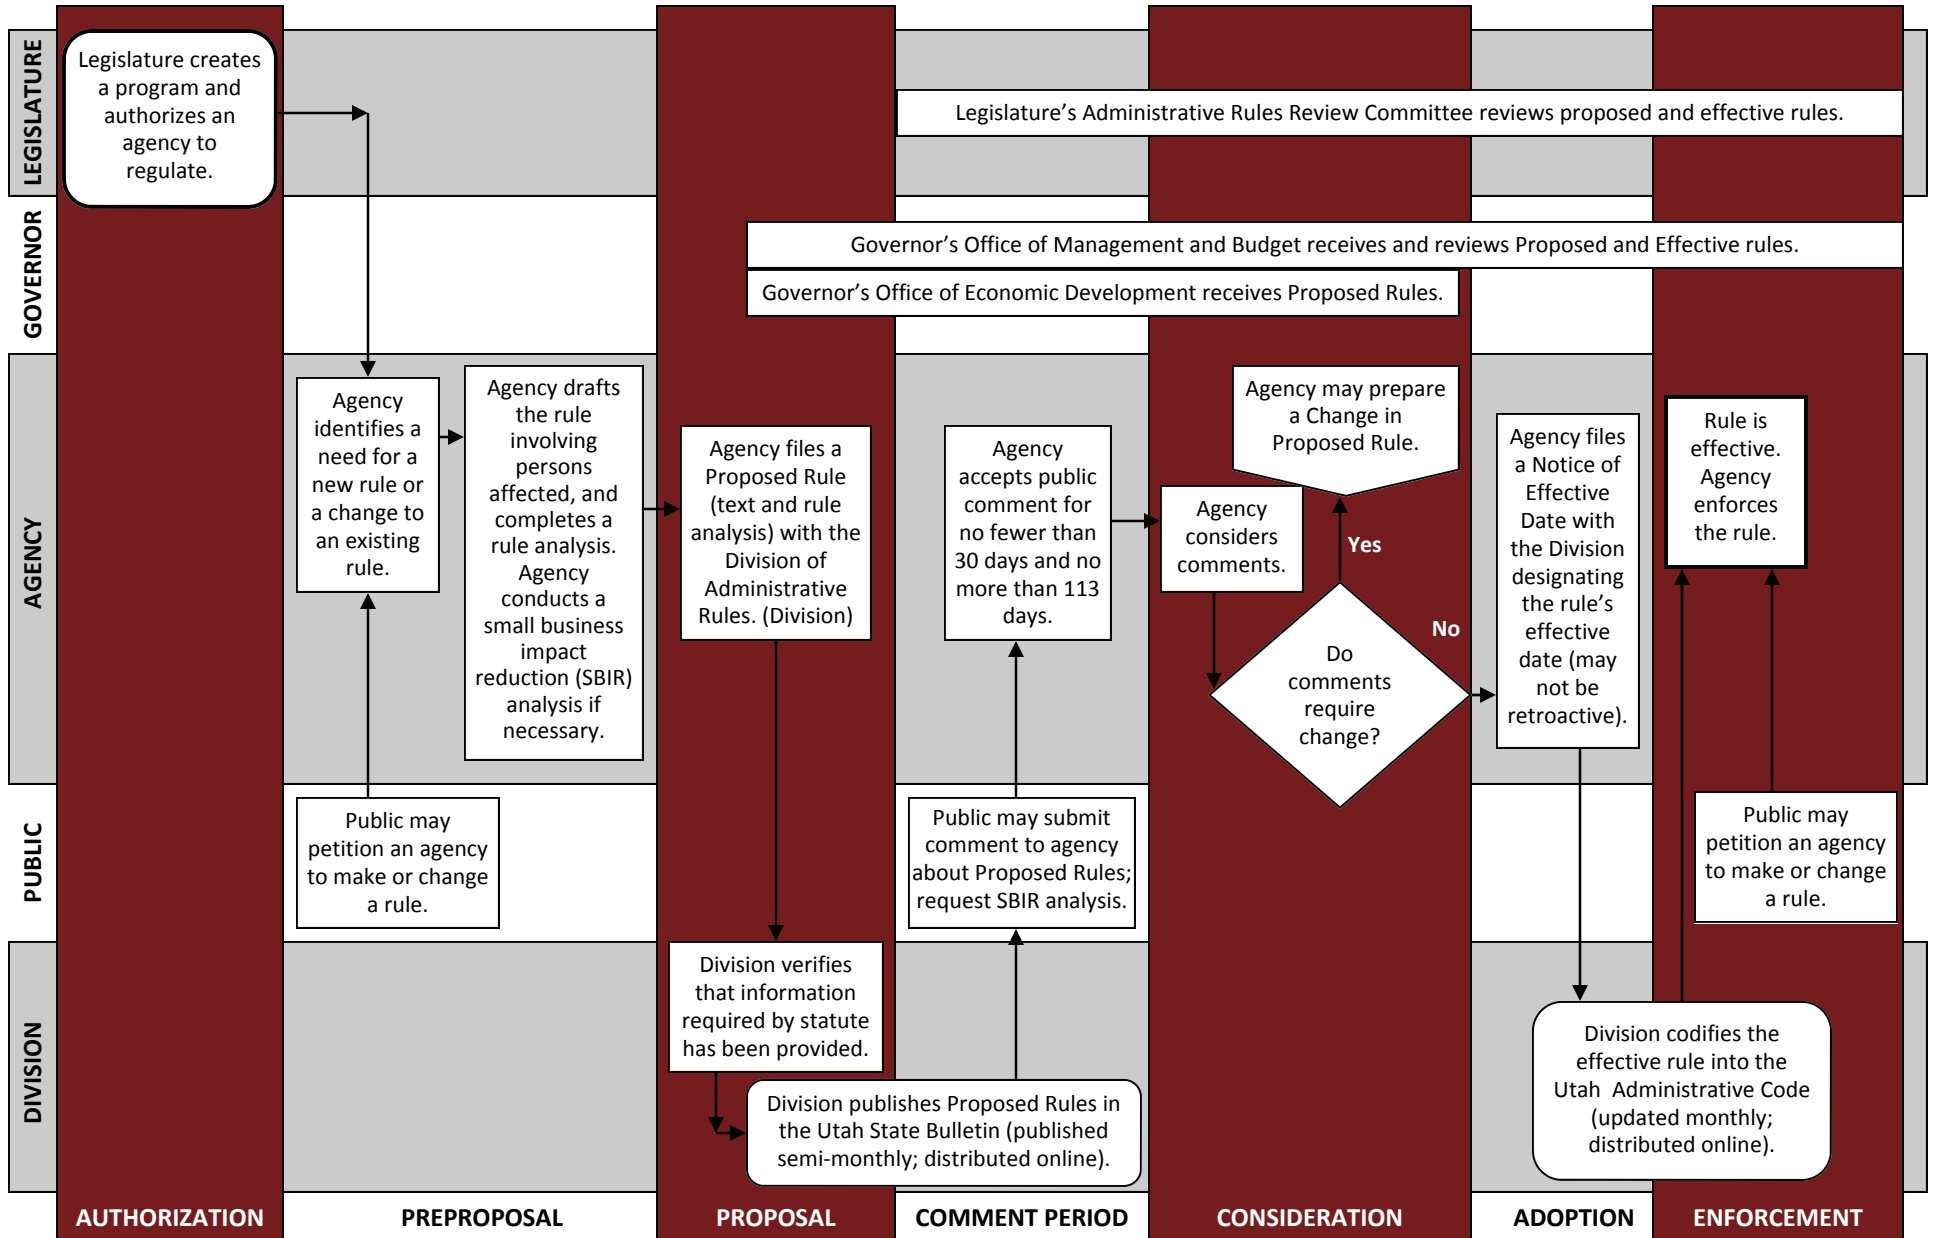 LEGISLATURE
Legislature creates
a program and
authorizes an
agency to
regulate.
Legislature’s Administrative Rules Review Committee reviews proposed and effective rules.
GOVERNOR
Governor’s Office of Management and Budget receives and reviews Proposed and Effective rules.
Governor’s Office of Economic Development receives Proposed Rules.
AGENCY
Agency
identifies a
need for a
new rule or
a change to
an existing
rule.
Agency drafts
the rule
involving
persons
affected, and
completes a
rule analysis.
Agency
conducts a
small business
impact
reduction (SBIR)
analysis if
necessary.
Agency files a
Proposed Rule
(text and rule
analysis) with the
Division of
Administrative
Rules. (Division)
Agency
accepts public
comment for
no fewer than
30 days and no
more than 113
days.
Agency
considers
comments.
Agency may prepare
a Change in
Proposed Rule.
Yes
Do
comments
require
change?
No
Agency files
a Notice of
Effective
Date with
the Division
designating
the rule’s
effective
date (may
not be
retroactive).
Rule is
effective.
Agency
enforces
the rule.
PUBLIC
Public may
petition an agency
to make or change
a rule.
Public may submit
comment to agency
about Proposed Rules;
request SBIR analysis.
Public may
petition an agency
to make or change
a rule.
DIVISION
Division verifies
that information
required by statute
has been provided.
Division publishes Proposed Rules in
the Utah State Bulletin (published
semi-monthly; distributed online).
Division codifies the
effective rule into the
Utah Administrative Code
(updated monthly;
distributed online).
AUTHORIZATION
PREPROPOSAL
PROPOSAL
COMMENT PERIOD
CONSIDERATION
ADOPTION
ENFORCEMENT